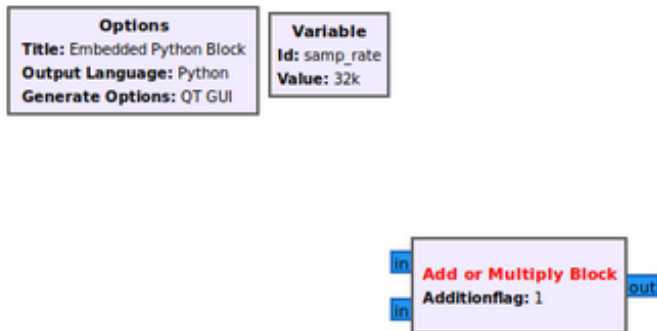 Options
Title: Embedded Python Block
Output Language: Python
Generate Options: QT GUI
Variable
Id: samp_rate
Value: 32k
in
Add or Multiply Block
Additionflag: 1
out
in